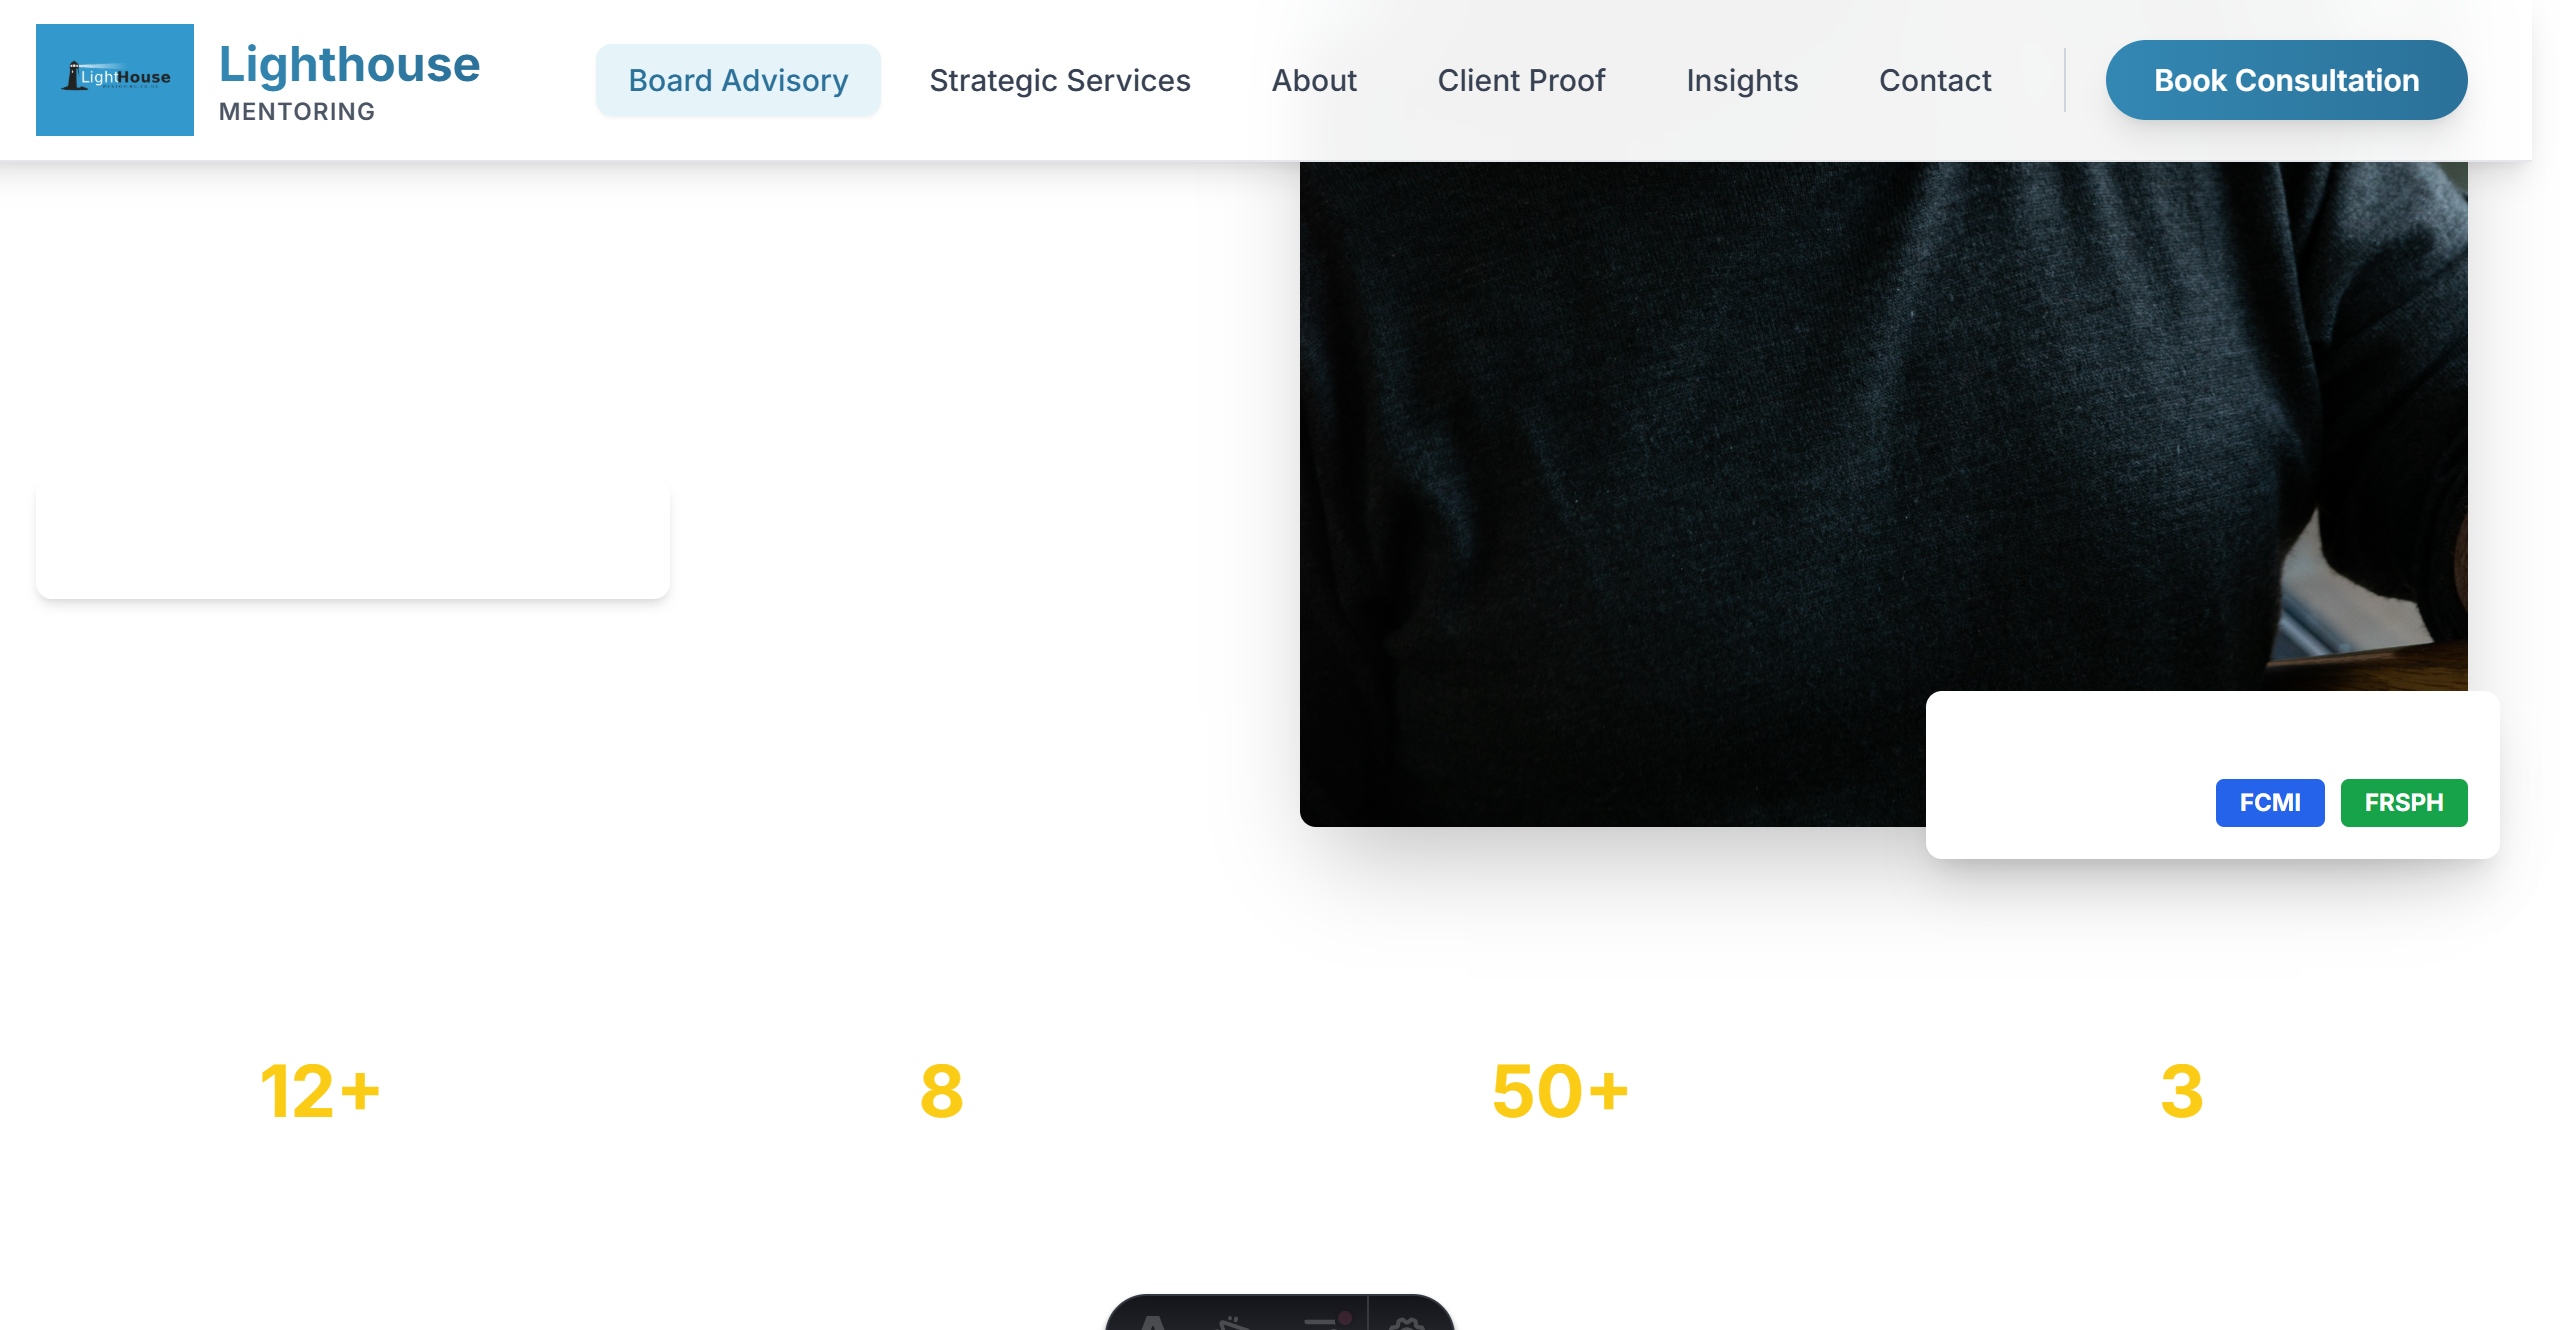 LightHouse
Lighthouse
MENTORING
Board Advisory
Strategic Services
About
Client Proof
Insights
Contact
Book Consultation
FCMI
FRSPH
12+
8
50+
3